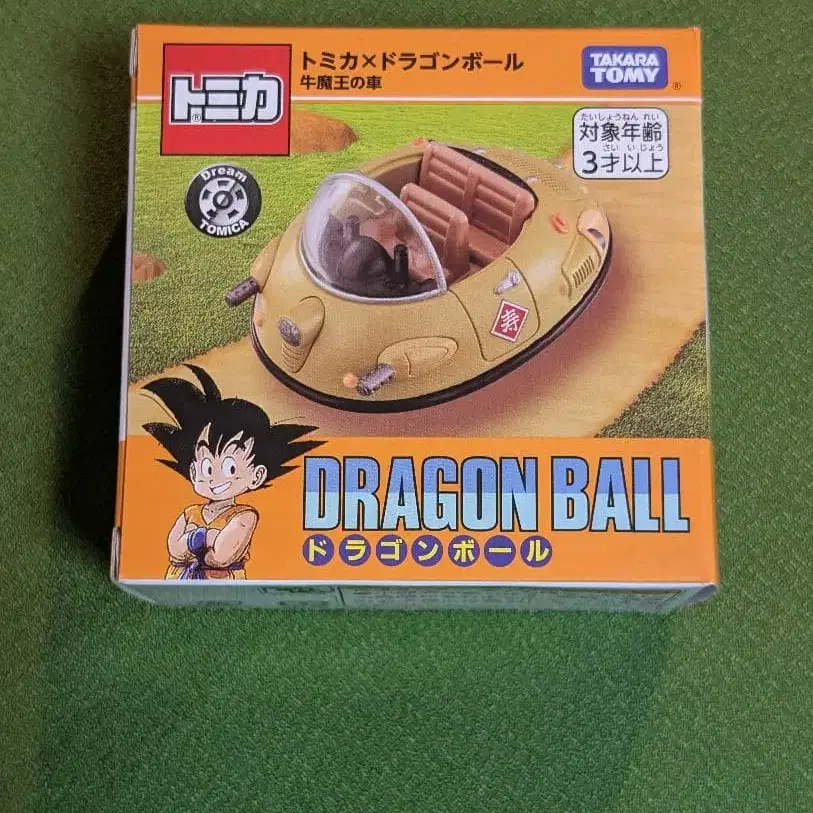 トミカ
トミカ×ドラゴンボール
牛魔王の車
TAKARA
TOMY
®
Dream
TOMICA
たいしょうねんれい
対象年齢
さいいじょう
3才以上
DRAGON BALL
ドラゴンボール